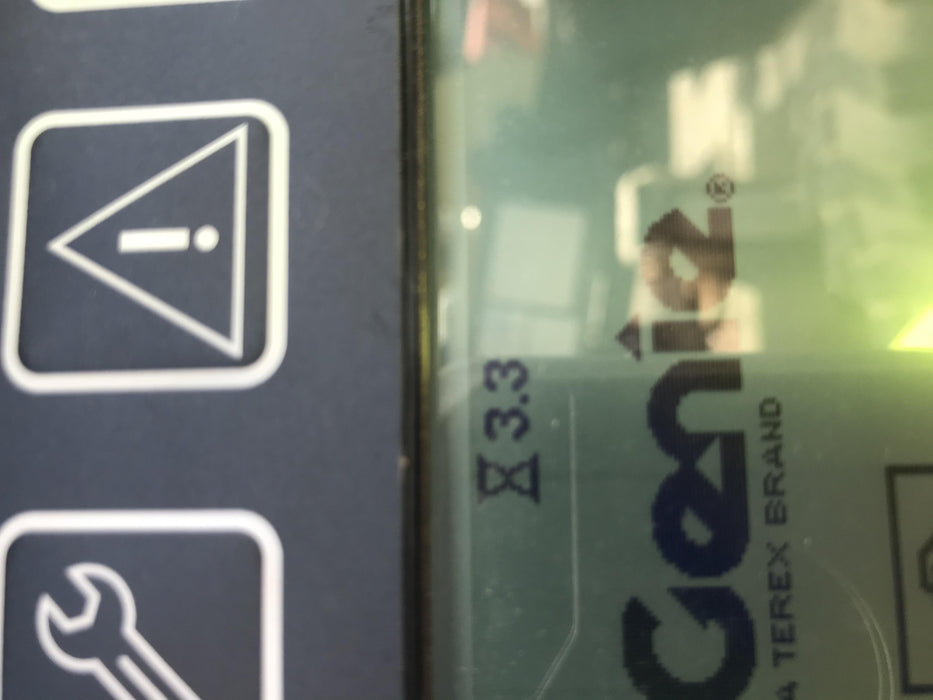 3.3
Genie®
A TEREX BRAND